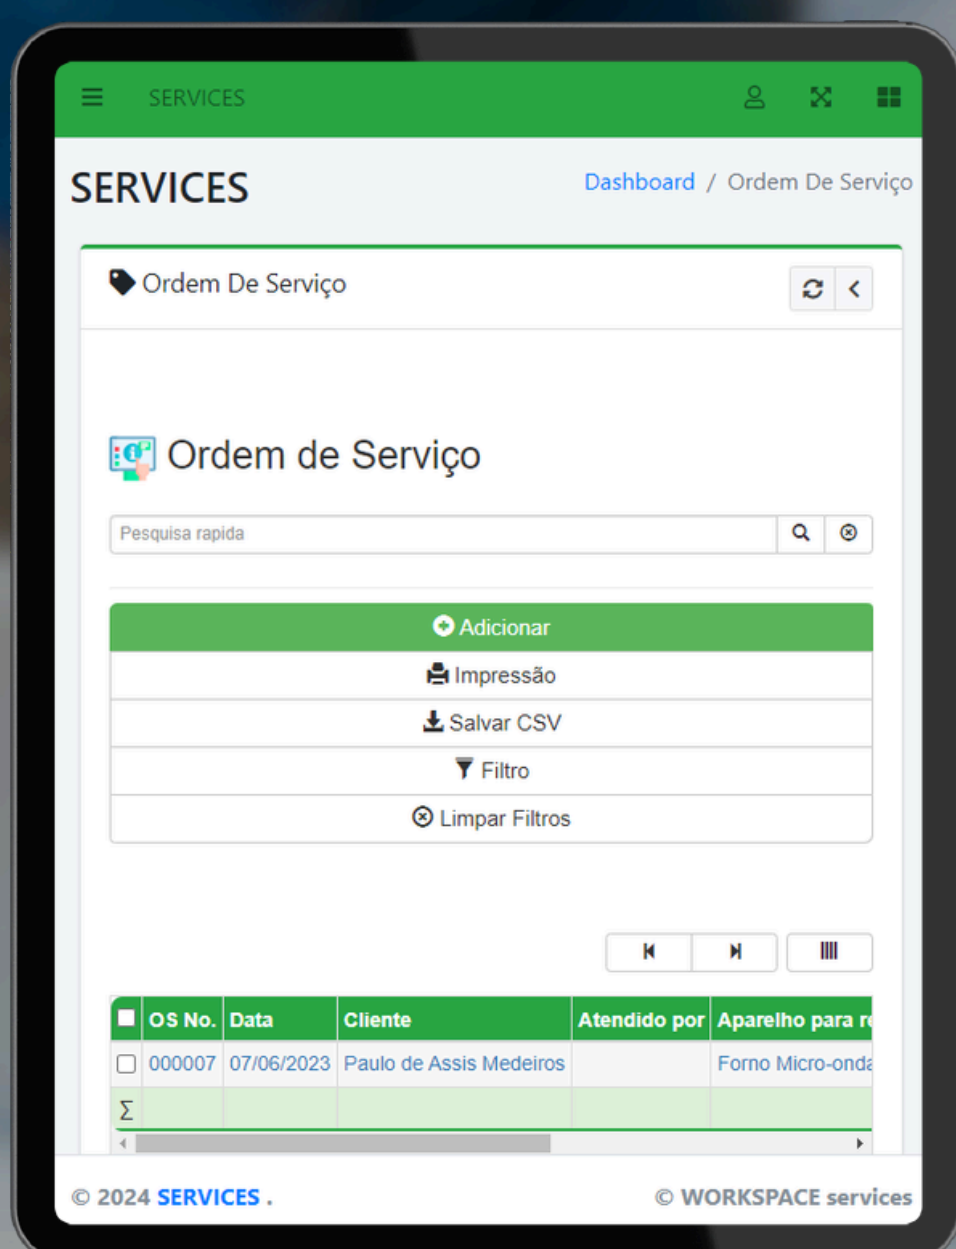 SERVICES
SERVICES
Dashboard / Ordem De Serviço
Ordem De Serviço
Ordem de Serviço
Pesquisa rapida
Adicionar
Impressão
Salvar CSV
Filtro
Limpar Filtros
OS No. Data Cliente Atendido por Aparelho para re
000007 07/06/2023 Paulo de Assis Medeiros Forno Micro-onda
Σ
© 2024 SERVICES .
© WORKSPACE services